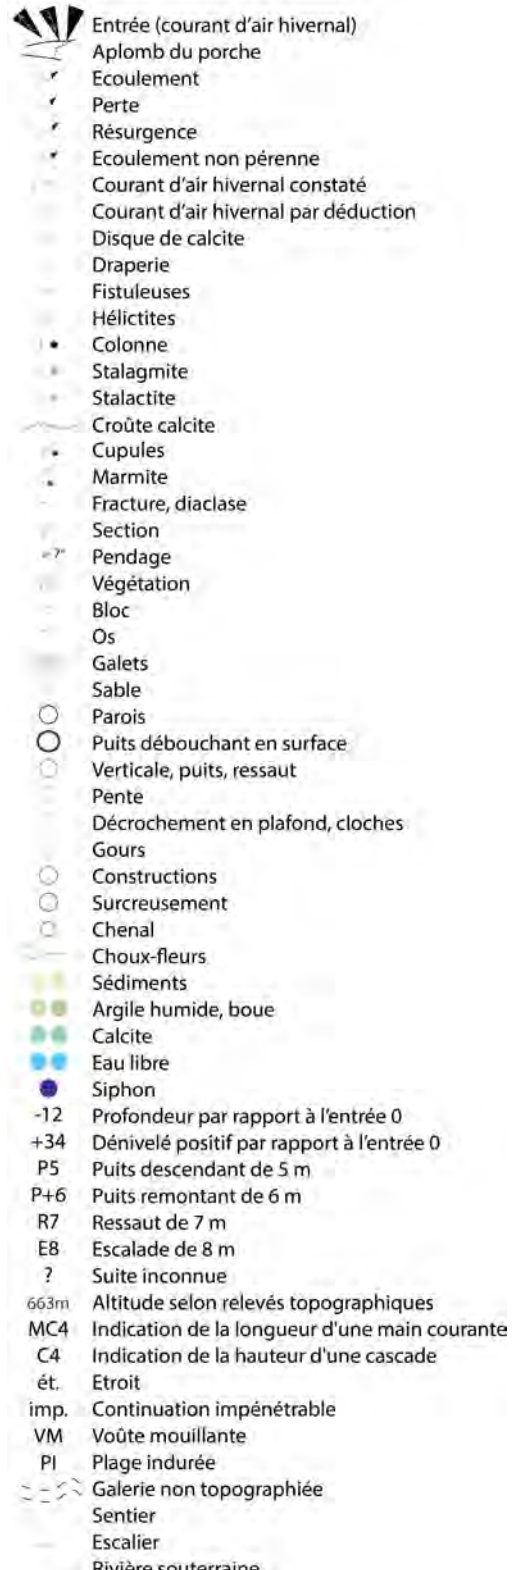 Entrée (courant d'air hivernal)
Aplomb du porche
Ecoulement
Perte
Résurgence
Ecoulement non pérenne
Courant d'air hivernal constaté
Courant d'air hivernal par déduction
Disque de calcite
Draperie
Fistuleuses
Hélictites
Colonne
Stalagmite
Stalactite
Croûte calcite
Cupules
Marmite
Fracture, diaclase
Section
7° Pendage
Végétation
Bloc
Os
Galets
Sable
Parois
Puits débouchant en surface
Verticale, puits, ressaut
Pente
Décrochement en plafond, cloches
Gours
Constructions
Surcreusement
Chenal
Choux-fleurs
Sédiments
Argile humide, boue
Calcite
Eau libre
Siphon
-12 Profondeur par rapport à l'entrée 0
+34 Dénivelé positif par rapport à l'entrée 0
P5 Puits descendant de 5 m
P+6 Puits remontant de 6 m
R7 Ressaut de 7 m
E8 Escalade de 8 m
? Suite inconnue
663m Altitude selon relevés topographiques
MC4 Indication de la longueur d'une main courante
C4 Indication de la hauteur d'une cascade
ét. Etroit
imp. Continuation impénétrable
VM Voûte mouillante
PI Plage indurée
Galerie non topographiée
Sentier
Escalier
Rivière souterraine